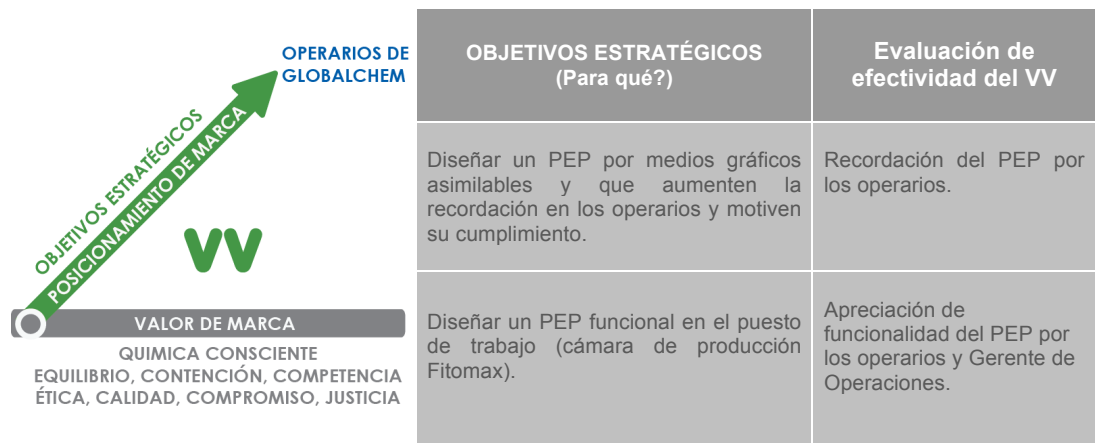 OPERARIOS DE
GLOBALCHEM
OBJETIVOS ESTRATÉGICOS
POSICIONAMIENTO DE MARCA
VV
VALOR DE MARCA
QUIMICA CONSCIENTE
EQUILIBRIO, CONTENCIÓN, COMPETENCIA
ÉTICA, CALIDAD, COMPROMISO, JUSTICIA
OBJETIVOS ESTRATÉGICOS
(Para qué?)
Evaluación de
efectividad del VV
Diseñar un PEP por medios gráficos
asimilables y que aumenten la
recordación en los operarios y motiven
su cumplimiento.
Recordación del PEP por
los operarios.
Diseñar un PEP funcional en el puesto
de trabajo (cámara de producción
Fitomax).
Apreciación de
funcionalidad del PEP por
los operarios y Gerente de
Operaciones.